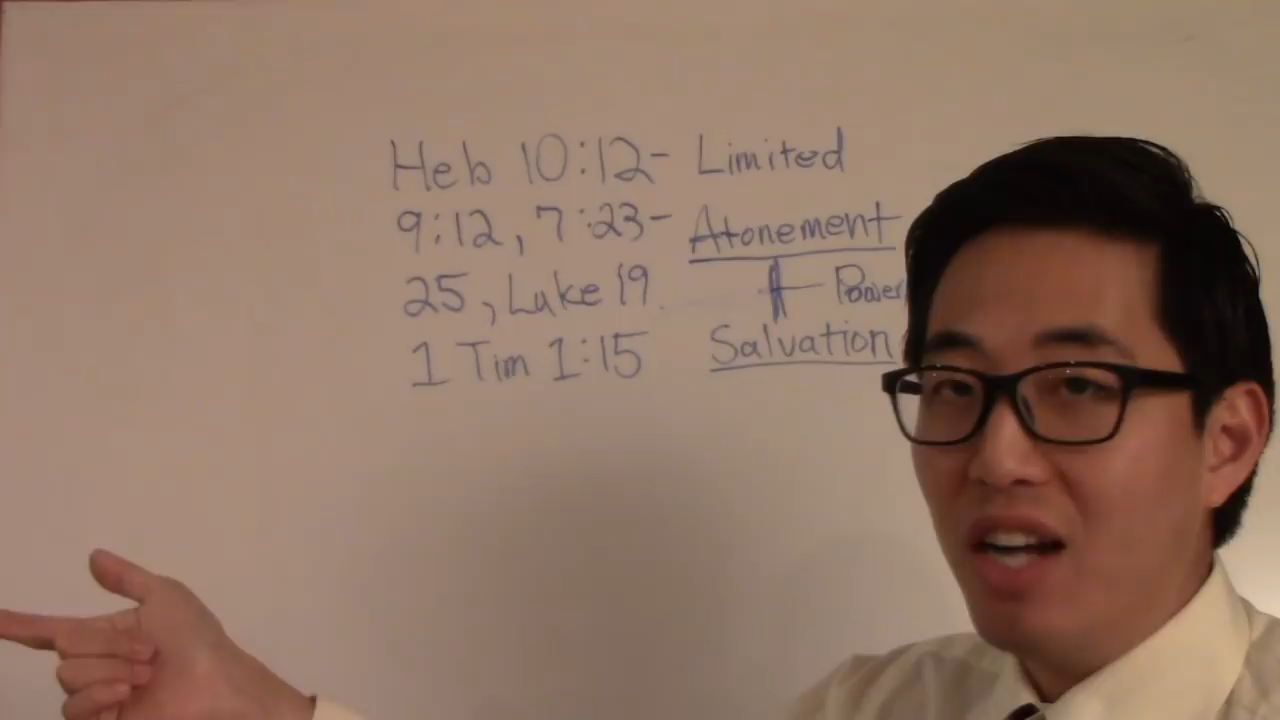 Heb 10:12- Limited
9:12, 7:23- Atonement
25, Luke 19. Power
1 Tim 1:15 Salvation